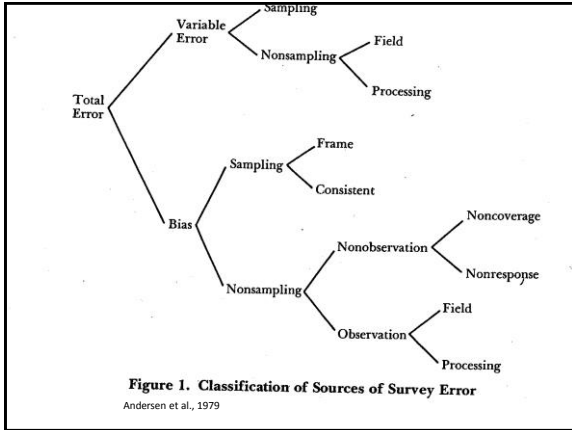 Sampling
Variable
Error
Field
Nonsampling
Processing
Total
Error
Frame
Sampling
Consistent
Noncoverage
Bias
Nonobservation
Nonresponse
Nonsampling
Field
Observation
Processing
Figure 1. Classification of Sources of Survey Error
Andersen et al., 1979